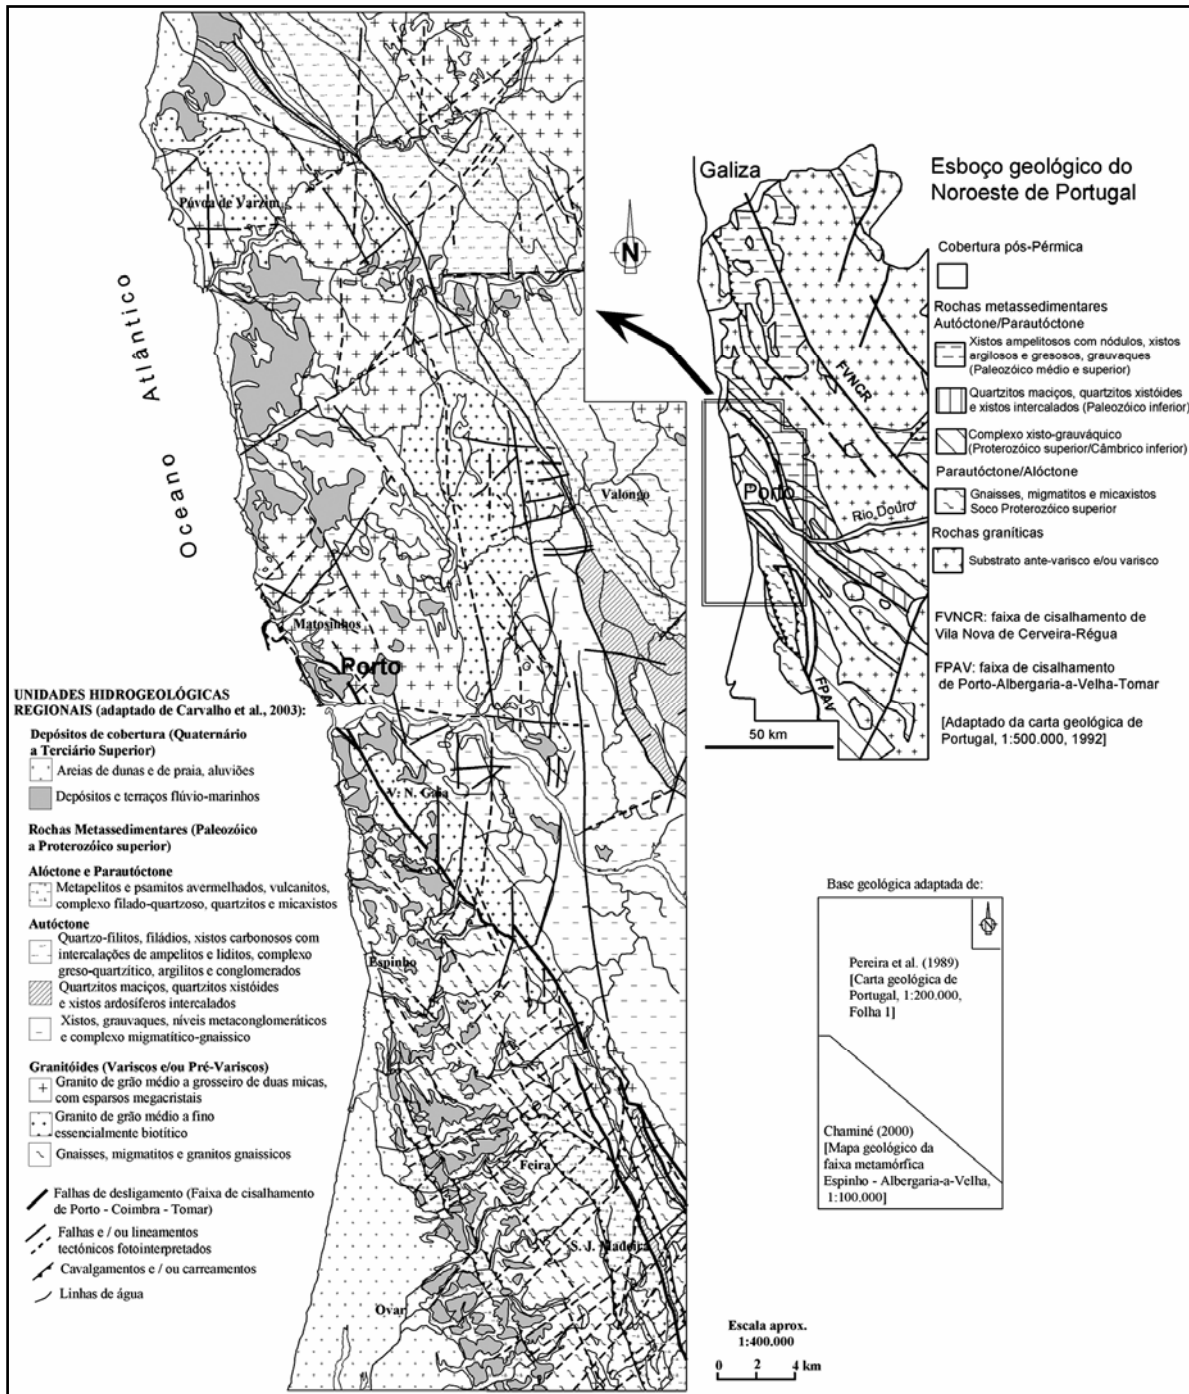 Póvoa de Varzim
Oceano Atlântico
N
Valongo
Matosinhos
Porto
V. N. Gaia
Espinho
Feira
S. J. Madeira
Ovar
UNIDADES HIDROGEOLÓGICAS
REGIONAIS (adaptado de Carvalho et al., 2003):
Depósitos de cobertura (Quaternário
a Terciário Superior)
Areias de dunas e de praia, aluviões
Depósitos e terraços flúvio-marinhos
Rochas Metassedimentares (Paleozóico
a Proterozóico superior)
Alóctone e Parautóctone
Metapelitos e psamitos avermelhados, vulcanitos,
complexo filado-quartzoso, quartzitos e micaxistos
Autóctone
Quartzo-filitos, filádios, xistos carbonosos com
intercalações de ampelitos e liditos, complexo
greso-quartzítico, argilitos e conglomerados
Quartzitos maciços, quartzitos xistóides
e xistos ardosíferos intercalados
Xistos, grauvaques, níveis metaconglomeráticos
e complexo migmatítico-gnaissico
Granitóides (Variscos e/ou Pré-Variscos)
Granito de grão médio a grosseiro de duas micas,
com esparsos megacristais
Granito de grão médio a fino
essencialmente biotítico
Gnaisses, migmatitos e granitos gnaissicos
Falhas de desligamento (Faixa de cisalhamento
de Porto - Coimbra - Tomar)
Falhas e / ou lineamentos
tectónicos fotointerpretados
Cavalgamentos e / ou carreamentos
Linhas de água
Galiza
FVNCR
Porto
Rio Douro
FPAV
50 km
Esboço geológico do
Noroeste de Portugal
Cobertura pós-Pérmica
Rochas metassedimentares
Autóctone/Parautóctone
Xistos ampelitosos com nódulos, xistos
argilosos e gresosos, grauvaques
(Paleozóico médio e superior)
Quartzitos maciços, quartzitos xistóides
e xistos intercalados (Paleozóico inferior)
Complexo xisto-grauváquico
(Proterozóico superior/Câmbrico inferior)
Parautóctone/Alóctone
Gnaisses, migmatitos e micaxistos
Soco Proterozóico superior
Rochas graníticas
Substrato ante-varisco e/ou varisco
FVNCR: faixa de cisalhamento de
Vila Nova de Cerveira-Régua
FPAV: faixa de cisalhamento
de Porto-Albergaria-a-Velha-Tomar
[Adaptado da carta geológica de
Portugal, 1:500.000, 1992]
Base geológica adaptada de:
N
Pereira et al. (1989)
[Carta geológica de
Portugal, 1:200.000,
Folha 1]
Chaminé (2000)
[Mapa geológico da
faixa metamórfica
Espinho - Albergaria-a-Velha,
1:100.000]
Escala aprox.
1:400.000
0 2 4 km